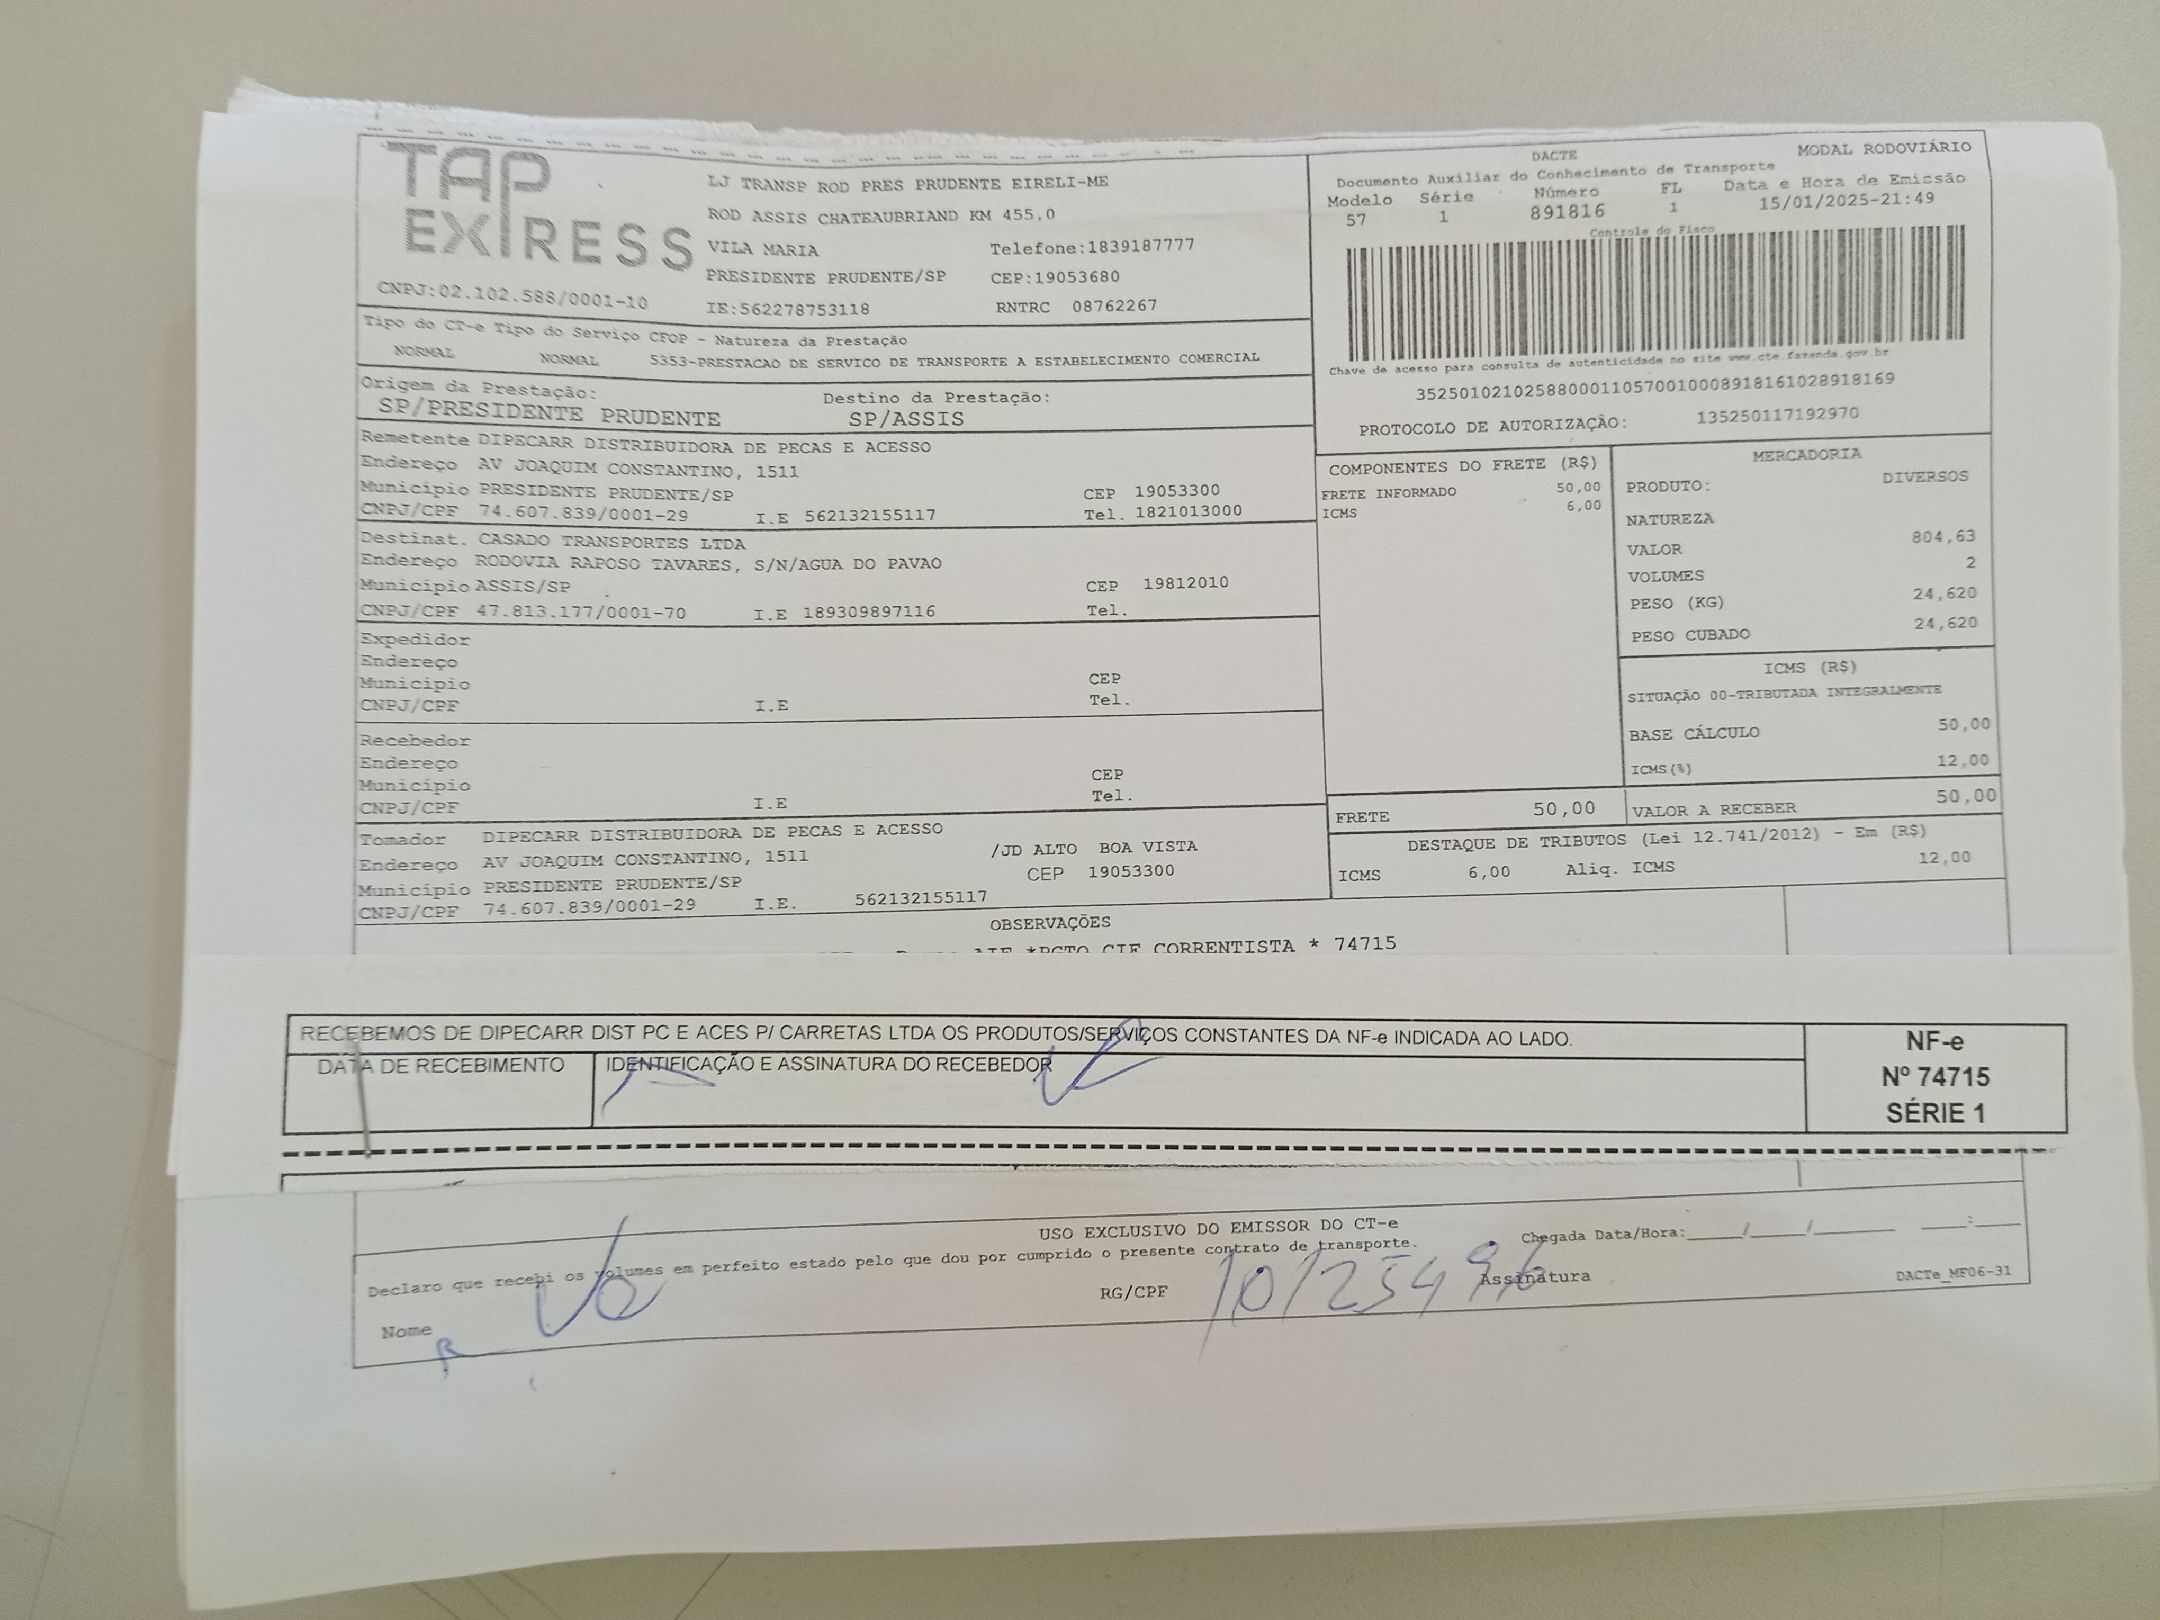 TAP EXPRESS
LJ TRANSP ROD PRES PRUDENTE EIRELI-ME
ROD ASSIS CHATEAUBRIAND KM 455,0
VILA MARIA Telefone:1839187777
PRESIDENTE PRUDENTE/SP CEP:19053680
CNPJ:02.102.588/0001-10 IE:562278753118 RNTRC 08762267
DACTE MODAL RODOVIÁRIO
Documento Auxiliar do Conhecimento de Transporte
Modelo Série Número FL Data e Hora de Emissão
57 1 891816 1 15/01/2025-21:49
Controle do Fisco
Chave de acesso para consulta de autenticidade no site www.cte.fazenda.gov.br
35250102102588000110570010008918161028918169
PROTOCOLO DE AUTORIZAÇÃO: 135250117192970
Tipo do CT-e Tipo do Serviço CFOP - Natureza da Prestação
NORMAL NORMAL 5353-PRESTACAO DE SERVICO DE TRANSPORTE A ESTABELECIMENTO COMERCIAL
Origem da Prestação: Destino da Prestação:
SP/PRESIDENTE PRUDENTE SP/ASSIS
Remetente DIPECARR DISTRIBUIDORA DE PECAS E ACESSO
Endereço AV JOAQUIM CONSTANTINO, 1511
Município PRESIDENTE PRUDENTE/SP CEP 19053300
CNPJ/CPF 74.607.839/0001-29 I.E 562132155117 Tel. 1821013000
Destinat. CASADO TRANSPORTES LTDA
Endereço RODOVIA RAPOSO TAVARES, S/N/AGUA DO PAVAO
Município ASSIS/SP CEP 19812010
CNPJ/CPF 47.813.177/0001-70 I.E 189309897116 Tel.
Expedidor
Endereço
Município CEP
CNPJ/CPF I.E Tel.
Recebedor
Endereço
Município CEP
CNPJ/CPF I.E Tel.
Tomador DIPECARR DISTRIBUIDORA DE PECAS E ACESSO
Endereço AV JOAQUIM CONSTANTINO, 1511 /JD ALTO BOA VISTA
Município PRESIDENTE PRUDENTE/SP CEP 19053300
CNPJ/CPF 74.607.839/0001-29 I.E. 562132155117
COMPONENTES DO FRETE (R$)
FRETE INFORMADO 50,00
ICMS 6,00
MERCADORIA
PRODUTO: DIVERSOS
NATUREZA
VALOR 804,63
VOLUMES 2
PESO (KG) 24,620
PESO CUBADO 24,620
ICMS (R$)
SITUAÇÃO 00-TRIBUTADA INTEGRALMENTE
BASE CÁLCULO 50,00
ICMS(%) 12,00
FRETE 50,00 VALOR A RECEBER 50,00
DESTAQUE DE TRIBUTOS (Lei 12.741/2012) - Em (R$)
ICMS 6,00 Aliq. ICMS 12,00
OBSERVAÇÕES
*PGTO CIF CORRENTISTA * 74715
RECEBEMOS DE DIPECARR DIST PC E ACES P/ CARRETAS LTDA OS PRODUTOS/SERVIÇOS CONSTANTES DA NF-e INDICADA AO LADO.
DATA DE RECEBIMENTO IDENTIFICAÇÃO E ASSINATURA DO RECEBEDOR
NF-e
Nº 74715
SÉRIE 1
USO EXCLUSIVO DO EMISSOR DO CT-e
Declaro que recebi os volumes em perfeito estado pelo que dou por cumprido o presente contrato de transporte.
Chegada Data/Hora:____/____/______ ___:___
Nome RG/CPF Assinatura
DACTe_MF06-31